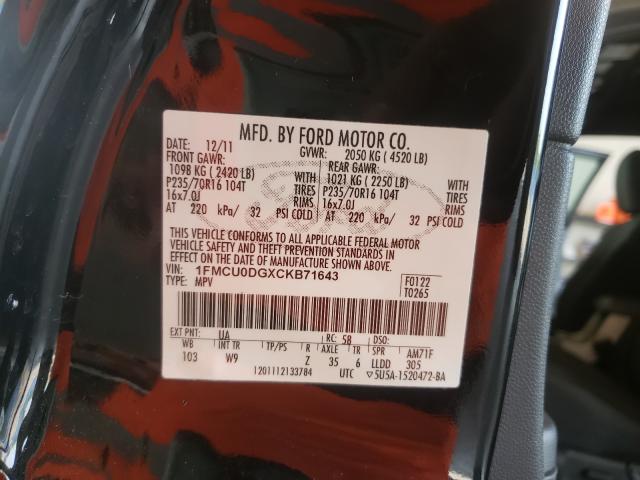 MFD. BY FORD MOTOR CO.
DATE: 12/11 GVWR: 2050 KG (4520 LB)
FRONT GAWR: REAR GAWR:
1098 KG (2420 LB) 1021 KG (2250 LB)
P235/70R16 104T TIRES P235/70R16 104T TIRES
16x7.0J RIMS 16x7.0J RIMS
AT 220 kPa/ 32 PSI COLD AT 220 kPa/ 32 PSI COLD
THIS VEHICLE CONFORMS TO ALL APPLICABLE FEDERAL MOTOR
VEHICLE SAFETY AND THEFT PREVENTION STANDARDS IN
EFFECT ON THE DATE OF MANUFACTURE SHOWN ABOVE.
VIN: 1FMCU0DGXCKB71643 F0122
TYPE: MPV T0265
EXT PNT: UA RC: 58 DSO:
WB INT TR TP/PS R AXLE TR SPR AM71F
103 W9 Z 35 6 LLDD 305
1201112133784 UTC ▽5U5A-1520472-BA
Ford